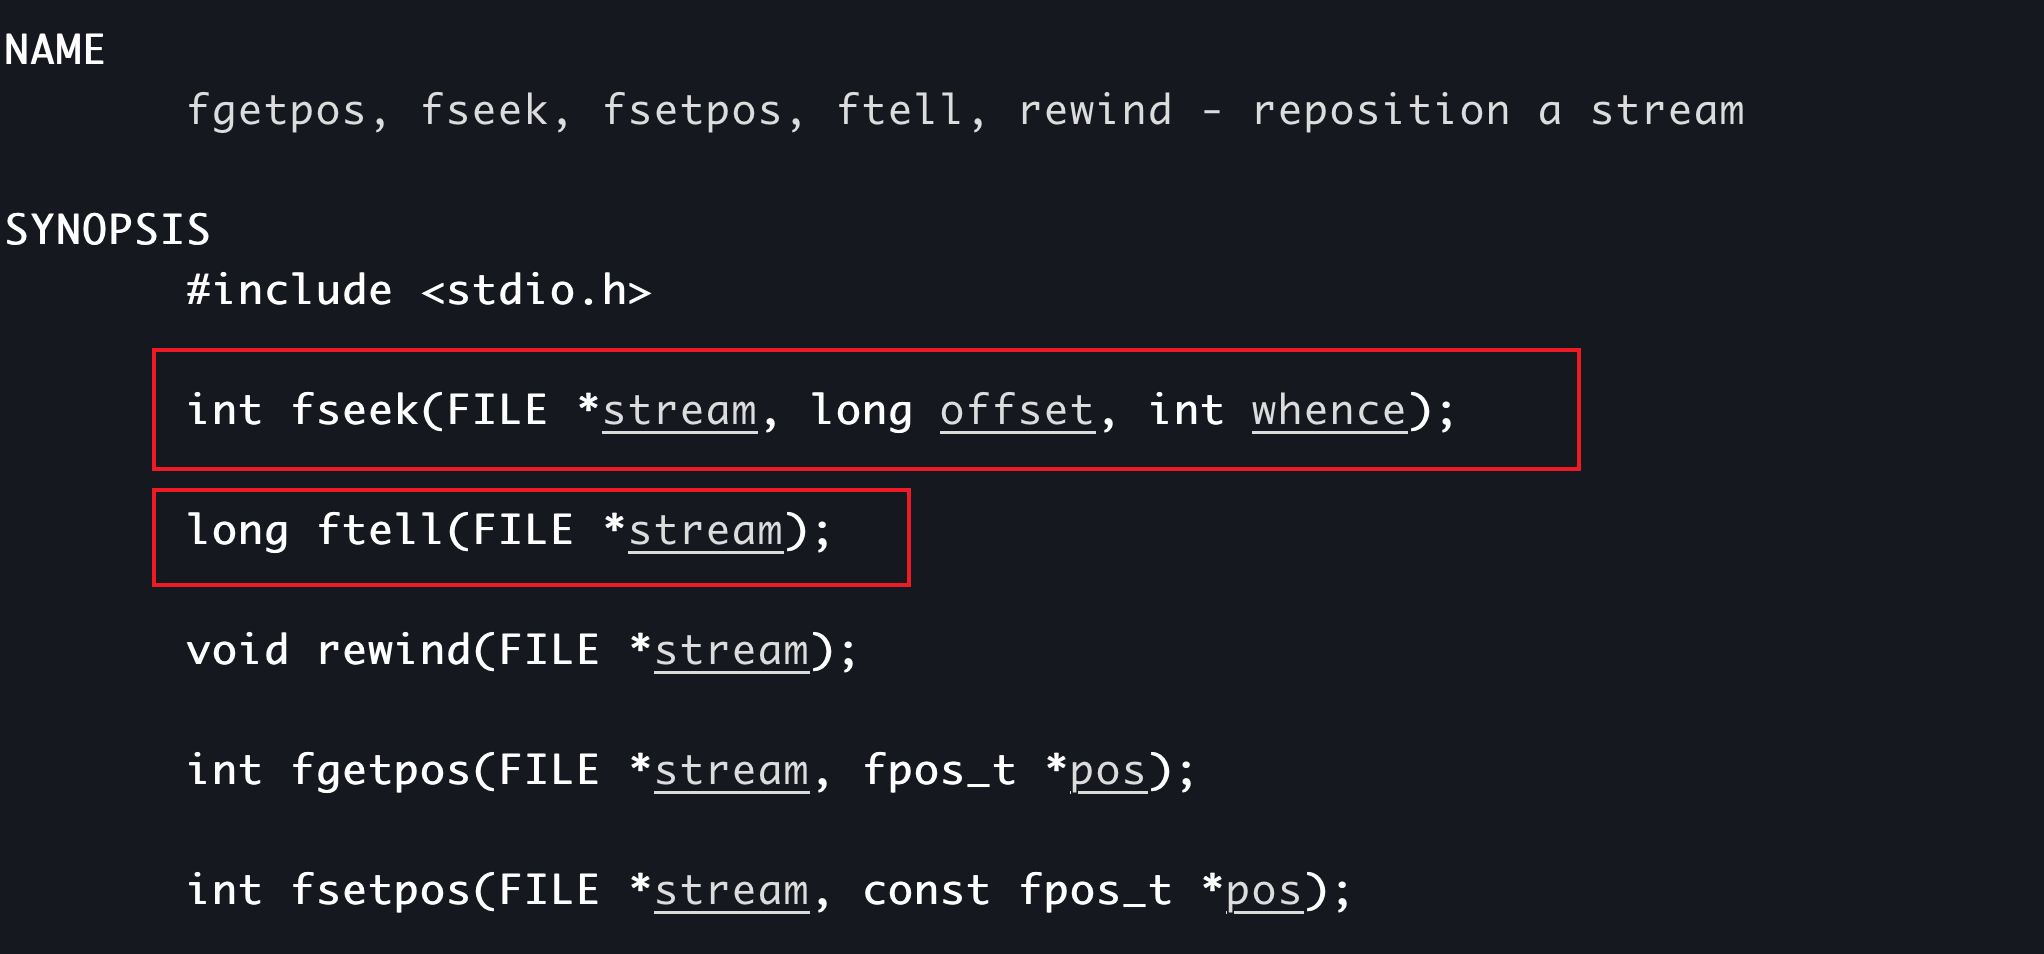 NAME
fgetpos, fseek, fsetpos, ftell, rewind - reposition a stream
SYNOPSIS
#include <stdio.h>
int fseek(FILE *stream, long offset, int whence);
long ftell(FILE *stream);
void rewind(FILE *stream);
int fgetpos(FILE *stream, fpos_t *pos);
int fsetpos(FILE *stream, const fpos_t *pos);